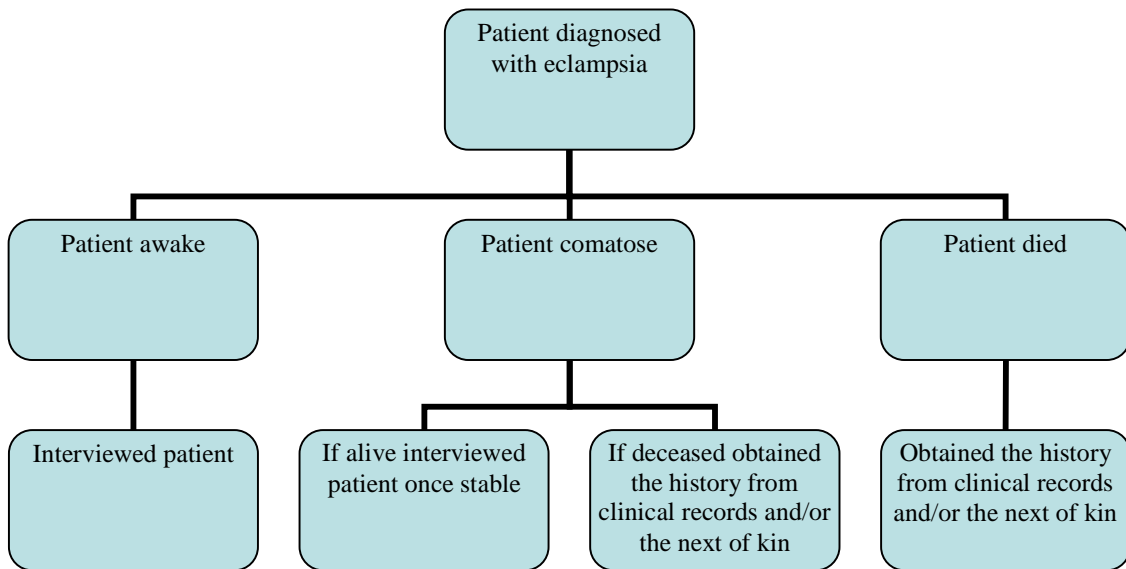 Patient diagnosed
with eclampsia
Patient awake
Patient comatose
Patient died
Interviewed patient
If alive interviewed
patient once stable
If deceased obtained
the history from
clinical records and/or
the next of kin
Obtained the history
from clinical records
and/or the next of kin